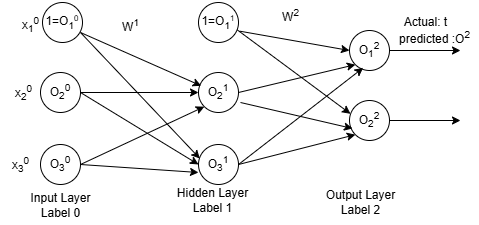 x₁⁰ 1=O₁⁰ W¹ 1=O₁¹ W² Actual: t
predicted :O²
O₁²
x₂⁰ O₂⁰ O₂¹
O₂²
x₃⁰ O₃⁰ O₃¹
Input Layer
Label 0
Hidden Layer
Label 1
Output Layer
Label 2